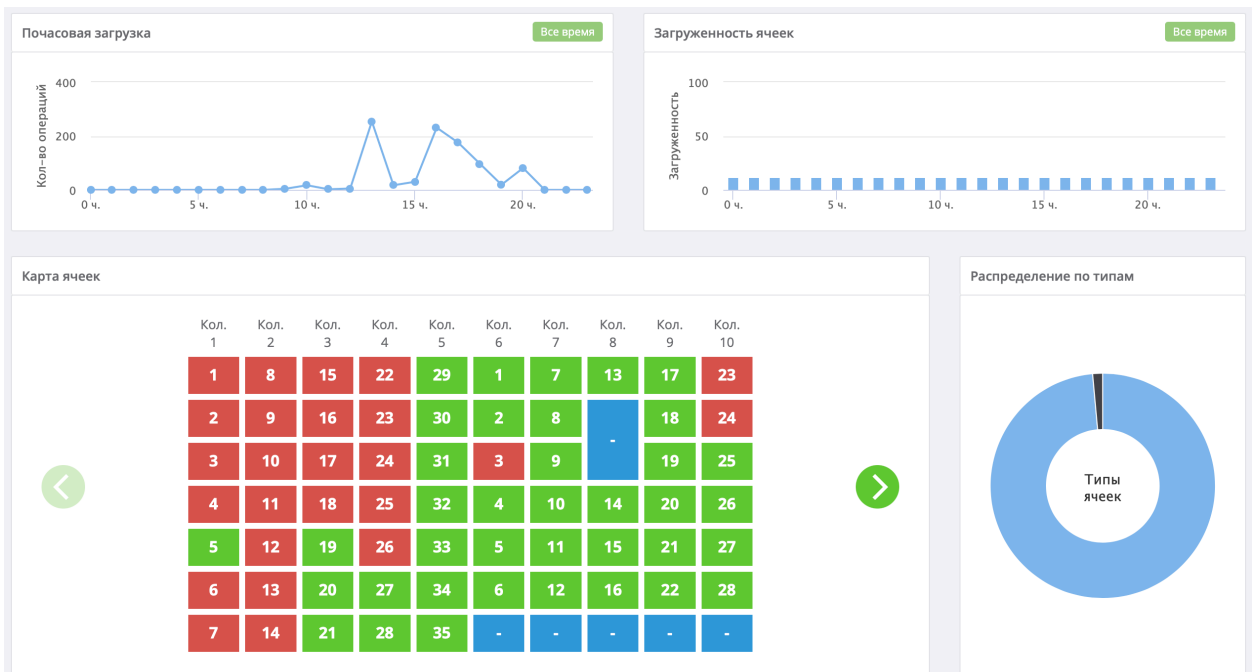 Почасовая загрузка
Все время
Кол-во операций
400
200
0
0 ч. 5 ч. 10 ч. 15 ч. 20 ч.
Загруженность ячеек
Все время
Загруженность
100
50
0
0 ч. 5 ч. 10 ч. 15 ч. 20 ч.
Карта ячеек
Кол. Кол. Кол. Кол. Кол. Кол. Кол. Кол. Кол. Кол.
1 2 3 4 5 6 7 8 9 10
1 8 15 22 29 1 7 13 17 23
2 9 16 23 30 2 8 - 18 24
3 10 17 24 31 3 9 19 25
4 11 18 25 32 4 10 14 20 26
5 12 19 26 33 5 11 15 21 27
6 13 20 27 34 6 12 16 22 28
7 14 21 28 35 - - - - -
Распределение по типам
Типы
ячеек